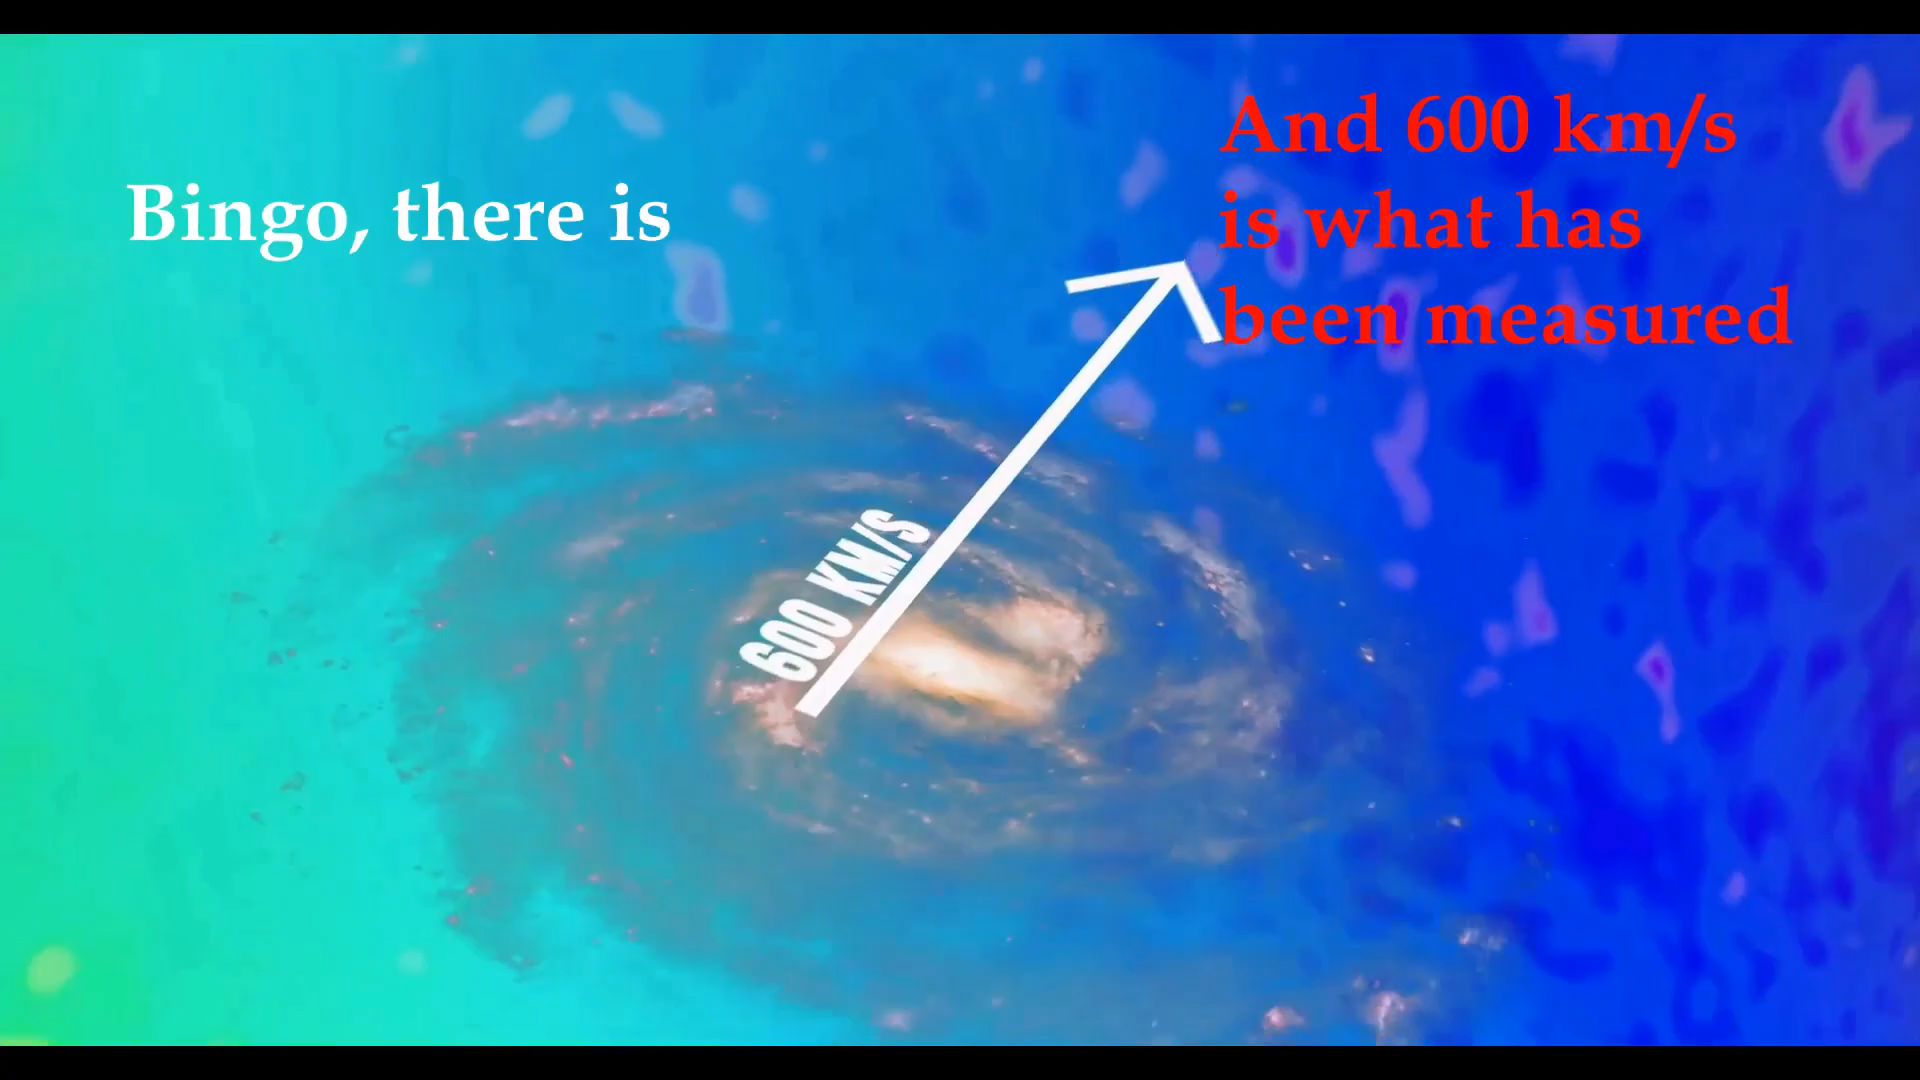 Bingo, there is
And 600 km/s
is what has
been measured
600 KM/S